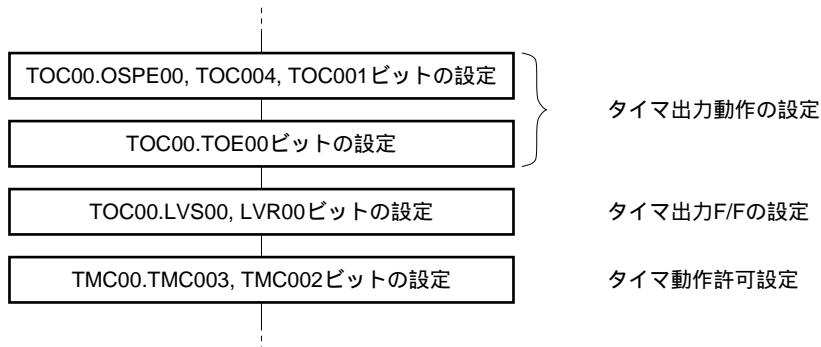 TOC00.OSPE00, TOC004, TOC001ビットの設定
タイマ出力動作の設定
TOC00.TOE00ビットの設定
TOC00.LVS00, LVR00ビットの設定
タイマ出力F/Fの設定
TMC00.TMC003, TMC002ビットの設定
タイマ動作許可設定